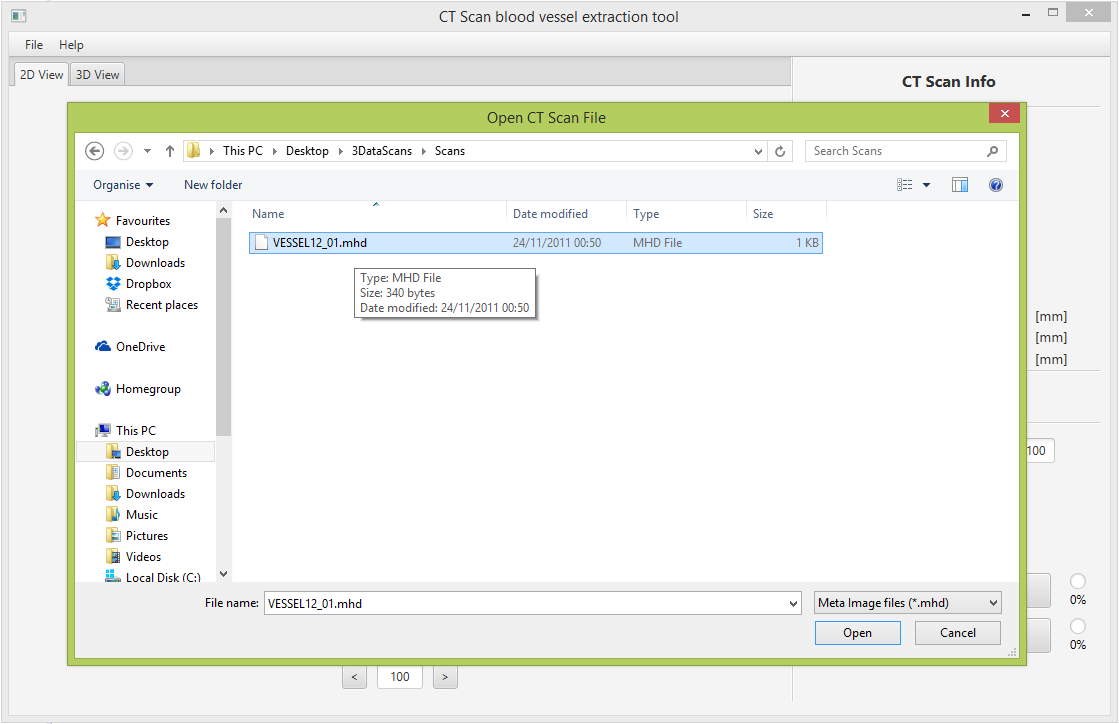 CT Scan blood vessel extraction tool
File Help
2D View 3D View
CT Scan Info
Open CT Scan File
This PC Desktop 3DataScans Scans
Search Scans
Organise New folder
Name Date modified Type Size
Favourites
VESSEL12_01.mhd 24/11/2011 00:50 MHD File 1 KB
Desktop
Downloads
Type: MHD File
Dropbox
Size: 340 bytes
Recent places
Date modified: 24/11/2011 00:50
[mm]
[mm]
OneDrive
[mm]
Homegroup
This PC
Desktop
100
Documents
Downloads
Music
Pictures
Videos
Local Disk (C:)
File name: VESSEL12_01.mhd Meta Image files (*.mhd)
0%
Open Cancel
0%
< 100 >